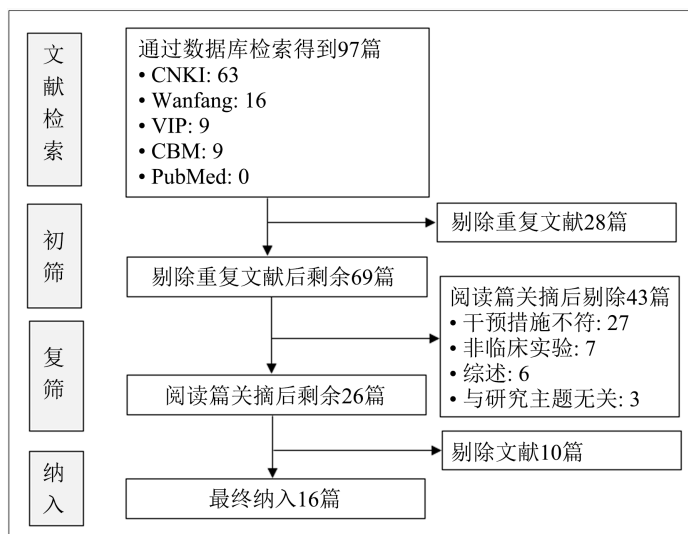 文献检索
通过数据库检索得到97篇
• CNKI: 63
• Wanfang: 16
• VIP: 9
• CBM: 9
• PubMed: 0
剔除重复文献28篇
初筛
剔除重复文献后剩余69篇
阅读篇关摘后剔除43篇
• 干预措施不符: 27
• 非临床实验: 7
• 综述: 6
• 与研究主题无关: 3
复筛
阅读篇关摘后剩余26篇
剔除文献10篇
纳入
最终纳入16篇